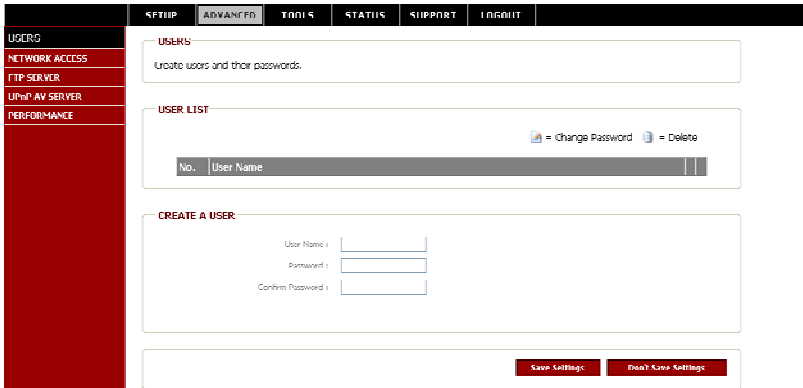 SETUP ADVANCED TOOLS STATUS SUPPORT LOGOUT
USERS
NETWORK ACCESS
FTP SERVER
UPnP AV SERVER
PERFORMANCE
USERS
Create users and their passwords.
USER LIST
= Change Password = Delete
No. User Name
CREATE A USER
User Name :
Password :
Confirm Password :
Save Settings Don't Save Settings